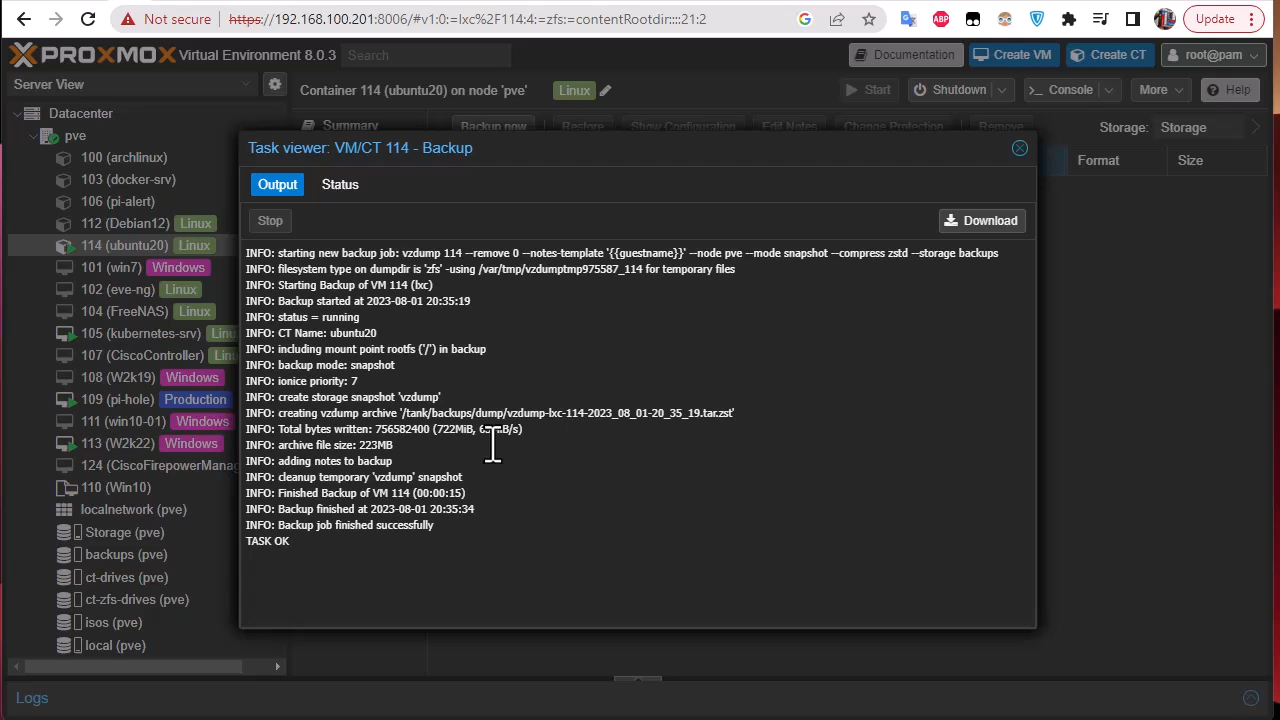 Not secure https://192.168.100.201:8006/#v1:0:=lxc%2F114:4:=zfs:=contentRootdir::::21:2
ABP
Update
PROXMOX Virtual Environment 8.0.3 Search Documentation Create VM Create CT root@pam
Server View
Container 114 (ubuntu20) on node 'pve' Linux Start Shutdown Console More Help
Datacenter
pve
100 (archlinux)
103 (docker-srv)
106 (pi-alert)
112 (Debian12) Linux
114 (ubuntu20) Linux
101 (win7) Windows
102 (eve-ng) Linux
104 (FreeNAS) Linux
105 (kubernetes-srv)
107 (CiscoController)
108 (W2k19) Windows
109 (pi-hole) Production
111 (win10-01) Windows
113 (W2k22) Windows
124 (CiscoFirepowerMana
110 (Win10)
localnetwork (pve)
Storage (pve)
backups (pve)
ct-drives (pve)
ct-zfs-drives (pve)
isos (pve)
local (pve)
Summary
Backup now Restore Show Configuration Edit Notes Change Protection Remove Storage: Storage
Format Size
Task viewer: VM/CT 114 - Backup
Output Status
Stop Download
INFO: starting new backup job: vzdump 114 --remove 0 --notes-template '{{guestname}}' --node pve --mode snapshot --compress zstd --storage backups
INFO: filesystem type on dumpdir is 'zfs' -using /var/tmp/vzdumptmp975587_114 for temporary files
INFO: Starting Backup of VM 114 (lxc)
INFO: Backup started at 2023-08-01 20:35:19
INFO: status = running
INFO: CT Name: ubuntu20
INFO: including mount point rootfs ('/') in backup
INFO: backup mode: snapshot
INFO: ionice priority: 7
INFO: create storage snapshot 'vzdump'
INFO: creating vzdump archive '/tank/backups/dump/vzdump-lxc-114-2023_08_01-20_35_19.tar.zst'
INFO: Total bytes written: 756582400 (722MiB,
INFO: archive file size: 223MB
INFO: adding notes to backup
INFO: cleanup temporary 'vzdump' snapshot
INFO: Finished Backup of VM 114 (00:00:15)
INFO: Backup finished at 2023-08-01 20:35:34
INFO: Backup job finished successfully
TASK OK
Logs